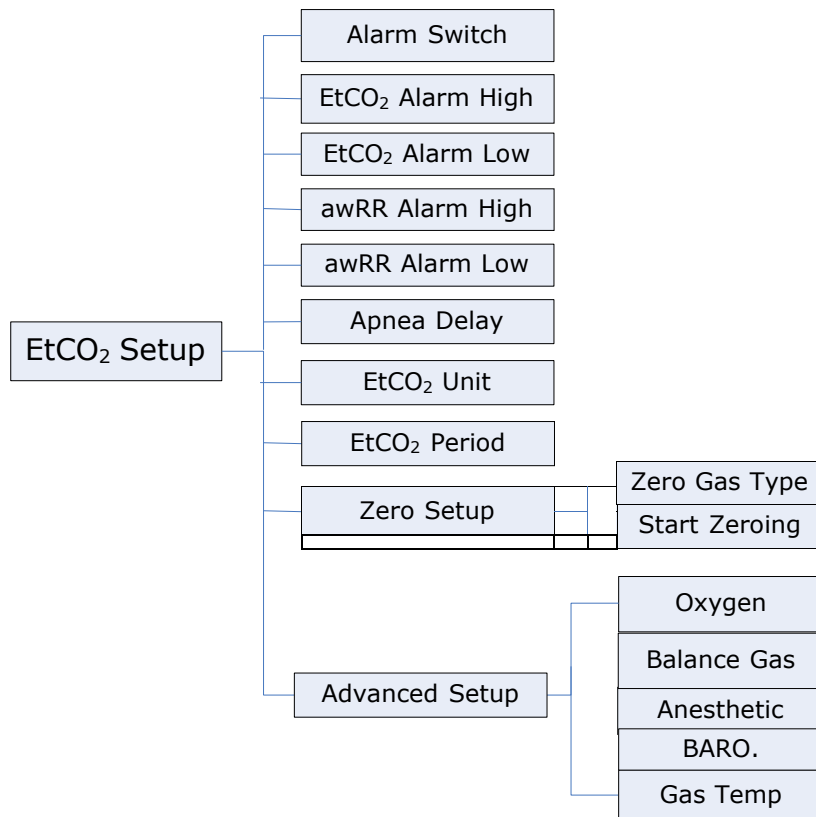 Alarm Switch
EtCO₂ Alarm High
EtCO₂ Alarm Low
awRR Alarm High
awRR Alarm Low
Apnea Delay
EtCO₂ Setup
EtCO₂ Unit
EtCO₂ Period
Zero Setup
Zero Gas Type
Start Zeroing
Advanced Setup
Oxygen
Balance Gas
Anesthetic
BARO.
Gas Temp